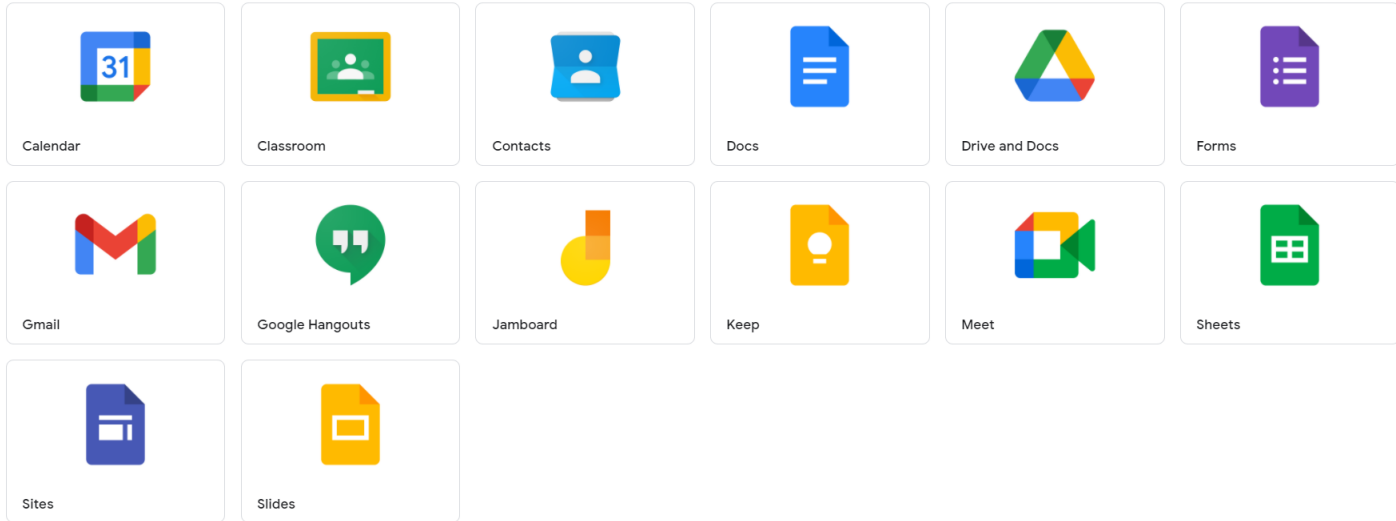 31
Calendar
Classroom
Contacts
Docs
Drive and Docs
Forms
Gmail
Google Hangouts
Jamboard
Keep
Meet
Sheets
Sites
Slides